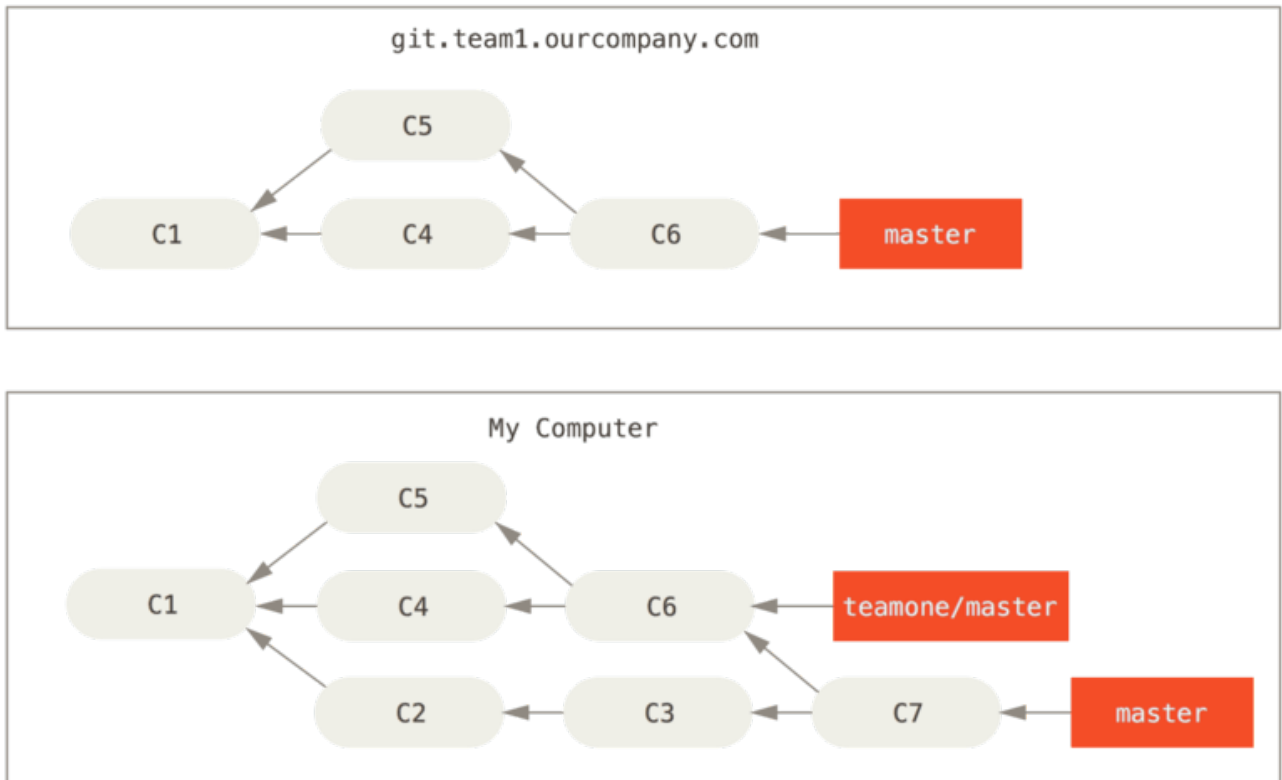 git.team1.ourcompany.com
C5
C1
C4
C6
master
My Computer
C5
C1
C4
C6
teamone/master
C2
C3
C7
master